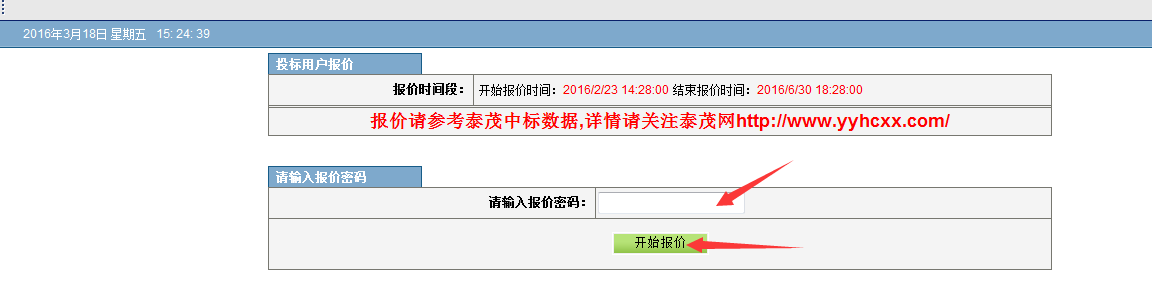 2016年3月18日 星期五 15: 24: 39
投标用户报价
报价时间段： 开始报价时间：2016/2/23 14:28:00 结束报价时间：2016/6/30 18:28:00
报价请参考泰茂中标数据,详情请关注泰茂网http://www.yyhcxx.com/
请输入报价密码
请输入报价密码：
开始报价